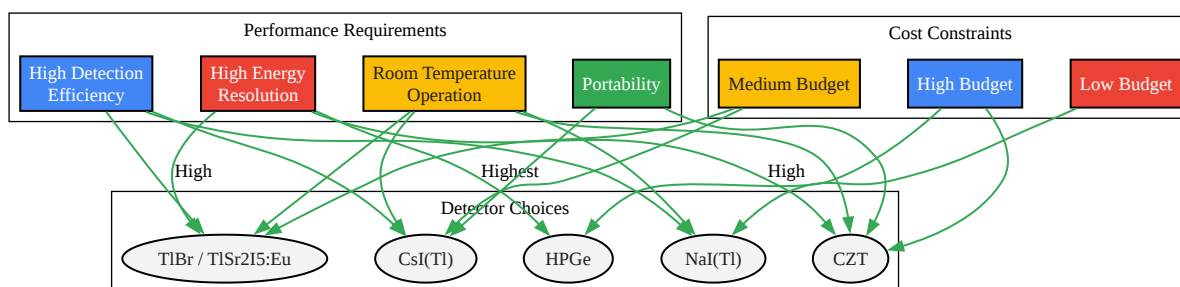 Performance Requirements
Cost Constraints
High Detection
Efficiency
High Energy
Resolution
Room Temperature
Operation
Portability
Medium Budget
High Budget
Low Budget
High
Highest
High
Detector Choices
TlBr / TlSr2I5:Eu
CsI(Tl)
HPGe
NaI(Tl)
CZT